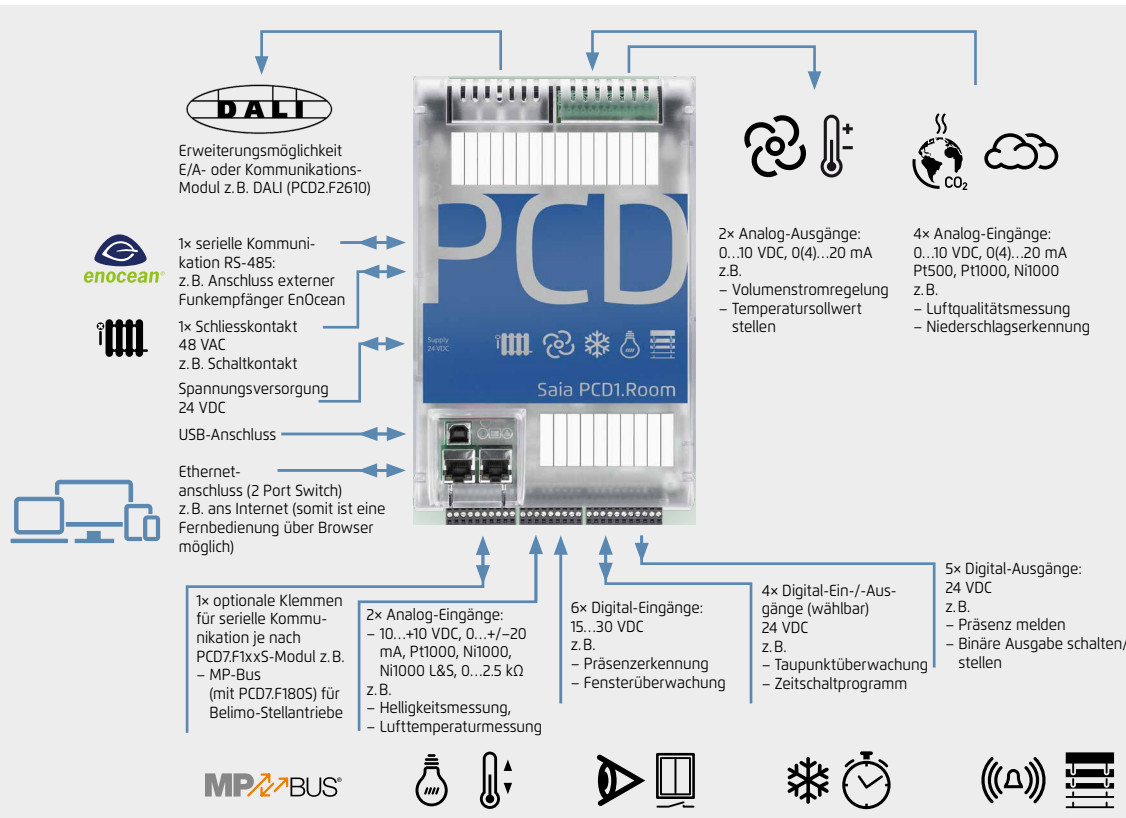 DALI
Erweiterungsmöglichkeit
E/A- oder Kommunikations-
Modul z.B. DALI (PCD2.F2610)
enocean®
1× serielle Kommuni-
kation RS-485:
z.B. Anschluss externer
Funkempfänger EnOcean
1× Schliesskontakt
48 VAC
z.B. Schaltkontakt
Spannungsversorgung
24 VDC
USB-Anschluss
Ethernet-
anschluss (2 Port Switch)
z.B. ans Internet (somit ist eine
Fernbedienung über Browser
möglich)
PCD
Supply
24 VDC
Saia PCD1.Room
CO₂
2× Analog-Ausgänge:
0...10 VDC, 0(4)...20 mA
z.B.
– Volumenstromregelung
– Temperatursollwert
stellen
4× Analog-Eingänge:
0...10 VDC, 0(4)...20 mA
Pt500, Pt1000, Ni1000
z.B.
– Luftqualitätsmessung
– Niederschlagserkennung
1× optionale Klemmen
für serielle Kommu-
nikation je nach
PCD7.F1xxS-Modul z.B.
– MP-Bus
(mit PCD7.F180S) für
Belimo-Stellantriebe
2× Analog-Eingänge:
– 10...+10 VDC, 0...+/–20
mA, Pt1000, Ni1000,
Ni1000 L&S, 0...2.5 kΩ
z.B.
– Helligkeitsmessung,
– Lufttemperaturmessung
6× Digital-Eingänge:
15...30 VDC
z.B.
– Präsenzerkennung
– Fensterüberwachung
4× Digital-Ein-/-Aus-
gänge (wählbar)
24 VDC
z.B.
– Taupunktüberwachung
– Zeitschaltprogramm
5× Digital-Ausgänge:
24 VDC
z.B.
– Präsenz melden
– Binäre Ausgabe schalten/
stellen
MP BUS®